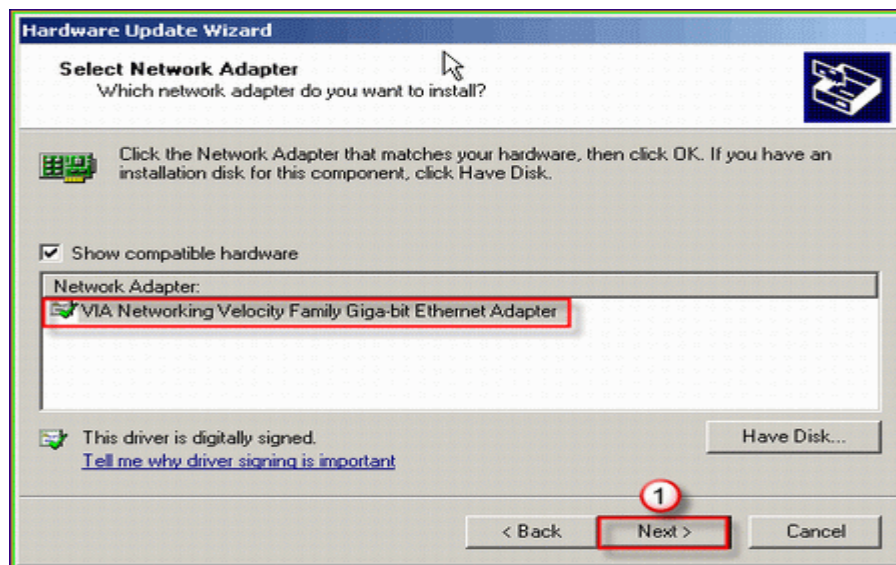 Hardware Update Wizard
Select Network Adapter
Which network adapter do you want to install?
Click the Network Adapter that matches your hardware, then click OK. If you have an
installation disk for this component, click Have Disk.
Show compatible hardware
Network Adapter:
VIA Networking Velocity Family Giga-bit Ethernet Adapter
This driver is digitally signed.
Tell me why driver signing is important
Have Disk...
1
< Back Next > Cancel